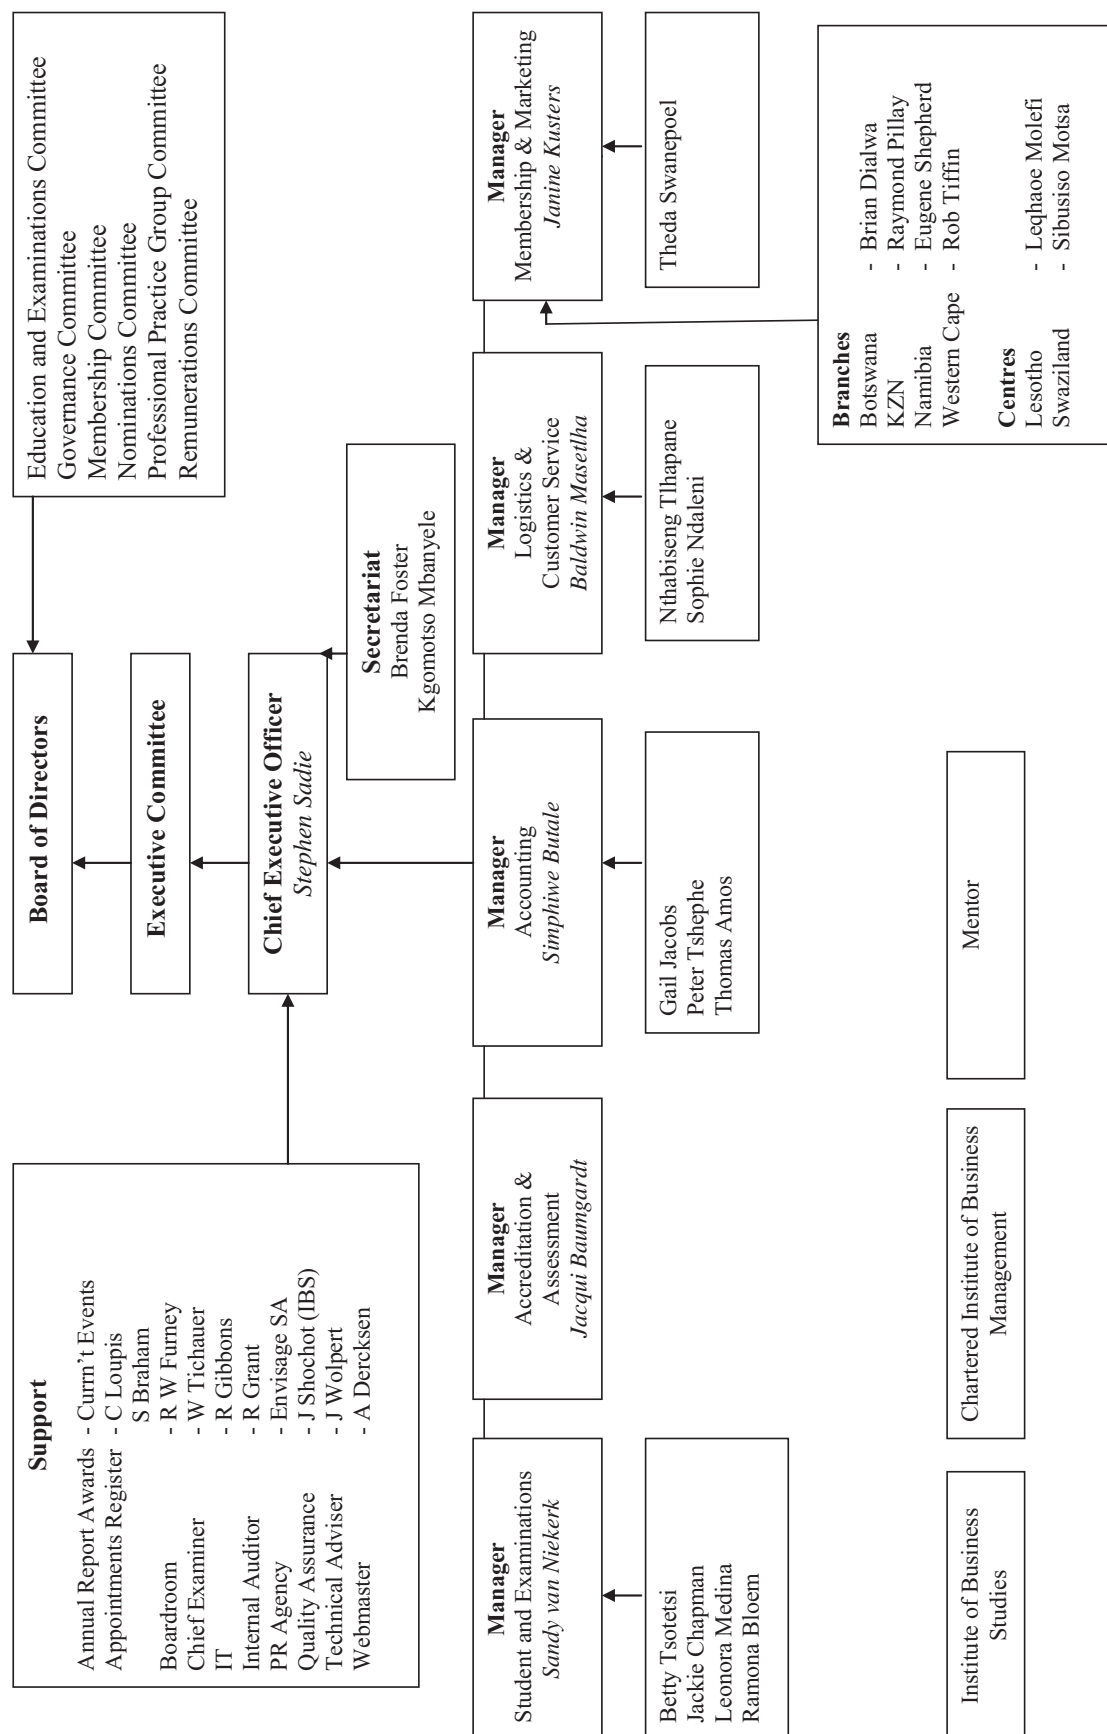 Board of Directors
Education and Examinations Committee
Governance Committee
Membership Committee
Nominations Committee
Professional Practice Group Committee
Remunerations Committee
Executive Committee
Chief Executive Officer
Stephen Sadie
Support
Annual Report Awards - Currn't Events
Appointments Register - C Loupis
S Braham
Boardroom - R W Furney
Chief Examiner - W Tichauer
IT - R Gibbons
Internal Auditor - R Grant
PR Agency - Envisage SA
Quality Assurance - J Shochot (IBS)
Technical Adviser - J Wolpert
Webmaster - A Dercksen
Secretariat
Brenda Foster
Kgomotso Mbanyele
Manager
Student and Examinations
Sandy van Niekerk
Manager
Accreditation &
Assessment
Jacqui Baumgardt
Manager
Accounting
Simphiwe Butale
Manager
Logistics &
Customer Service
Baldwin Masetlha
Manager
Membership & Marketing
Janine Kusters
Betty Tsotetsi
Jackie Chapman
Leonora Medina
Ramona Bloem
Gail Jacobs
Peter Tshephe
Thomas Amos
Nthabiseng Tlhapane
Sophie Ndaleni
Theda Swanepoel
Branches
Botswana - Brian Dialwa
KZN - Raymond Pillay
Namibia - Eugene Shepherd
Western Cape - Rob Tiffin
Centres
Lesotho - Leqhaoe Molefi
Swaziland - Sibusiso Motsa
Institute of Business
Studies
Chartered Institute of Business
Management
Mentor